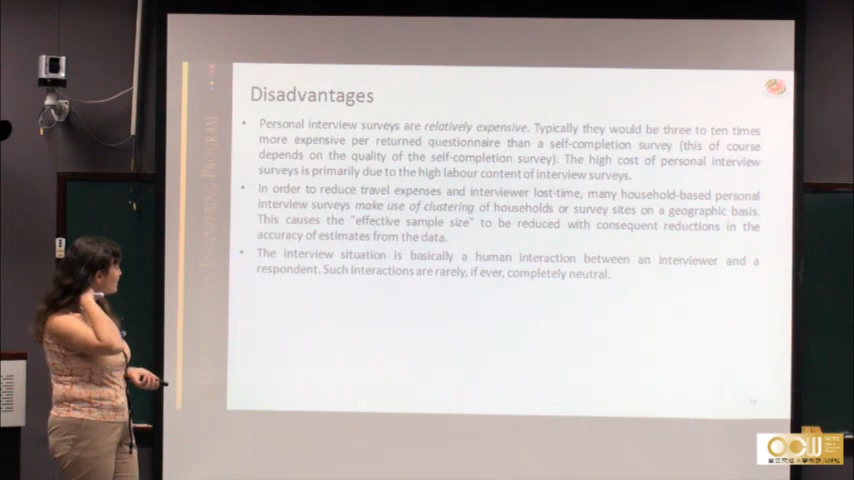 Disadvantages
• Personal interview surveys are relatively expensive. Typically they would be three to ten times
more expensive per returned questionnaire than a self-completion survey (this of course
depends on the quality of the self-completion survey). The high cost of personal interview
surveys is primarily due to the high labour content of interview surveys.
• In order to reduce travel expenses and interviewer lost-time, many household-based personal
interview surveys make use of clustering of households or survey sites on a geographic basis.
This causes the "effective sample size" to be reduced with consequent reductions in the
accuracy of estimates from the data.
• The interview situation is basically a human interaction between an interviewer and a
respondent. Such interactions are rarely, if ever, completely neutral.
ENGINEERING PROGRAM
OCW